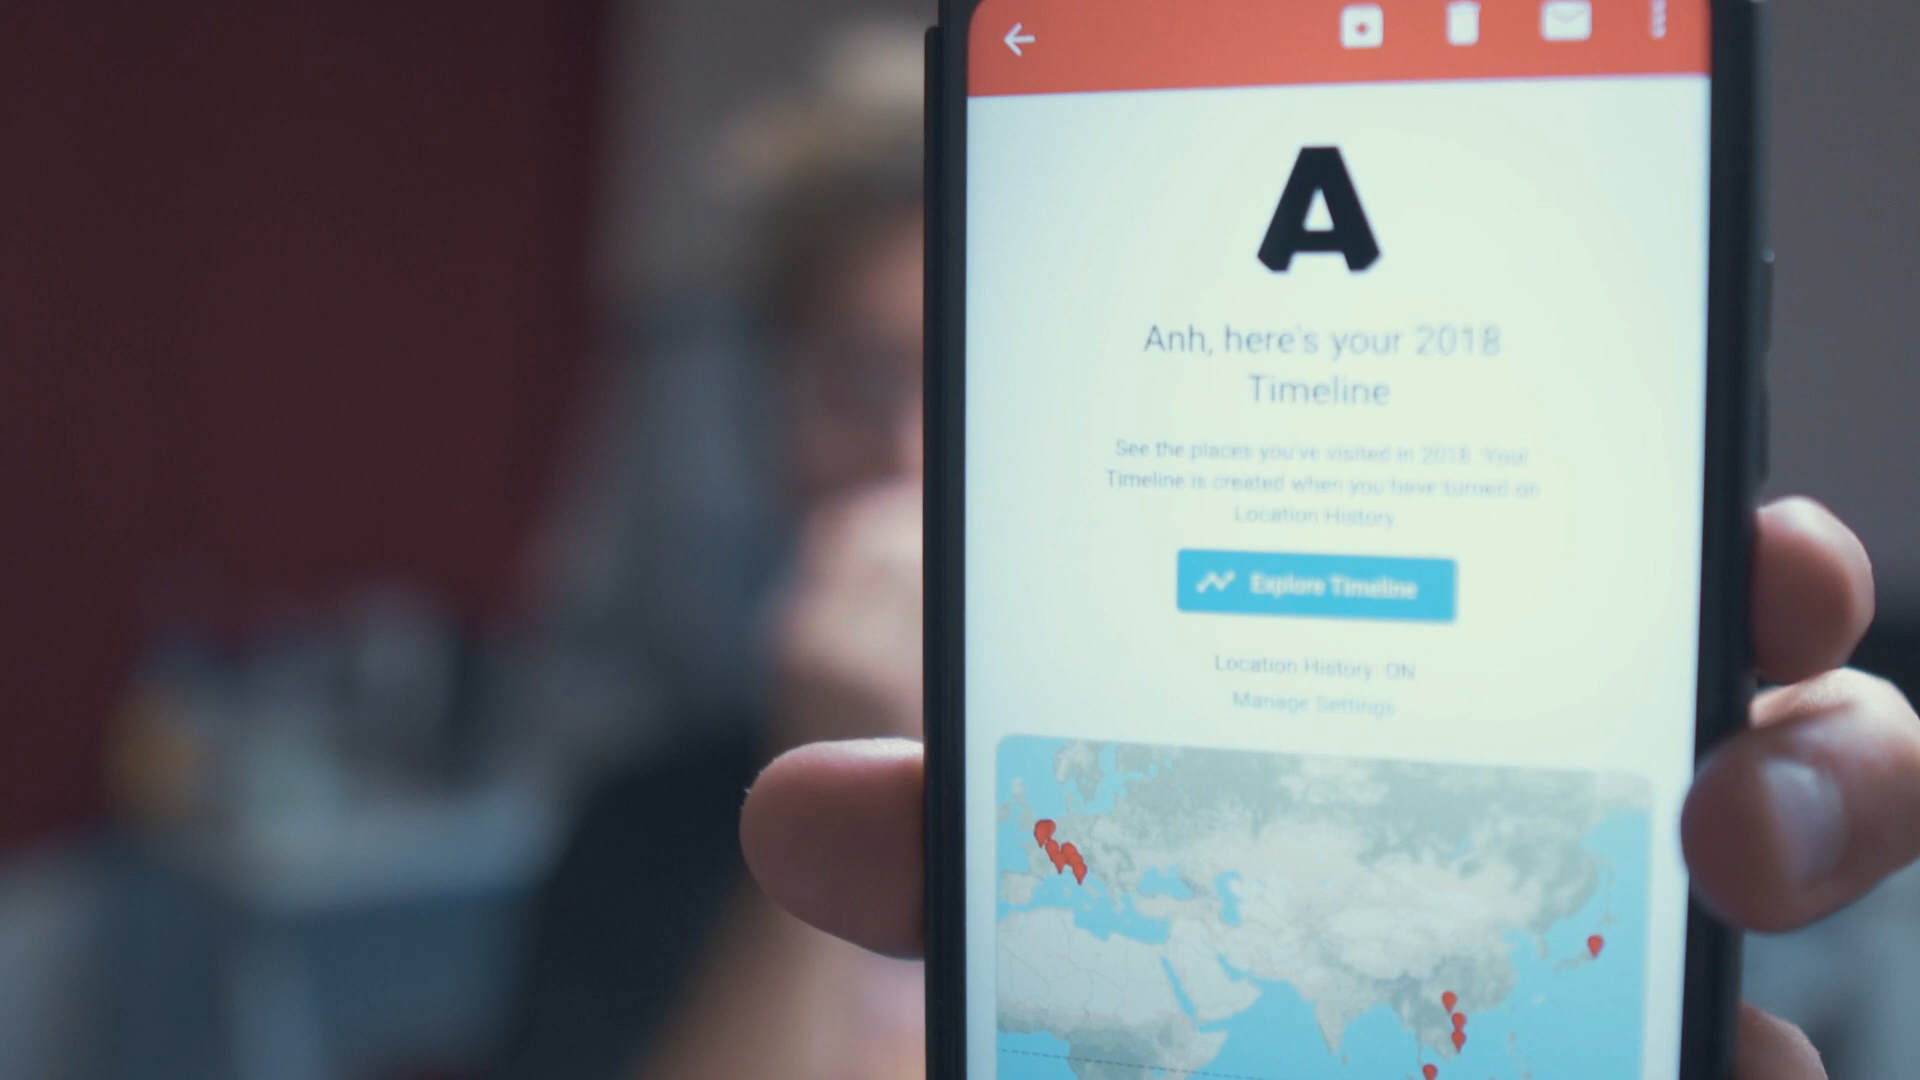 A
Anh, here's your 2018
Timeline
See the places you've visited in 2018. Your
Timeline is created when you have turned on
Location History
Explore Timeline
Location History: ON
Manage Settings